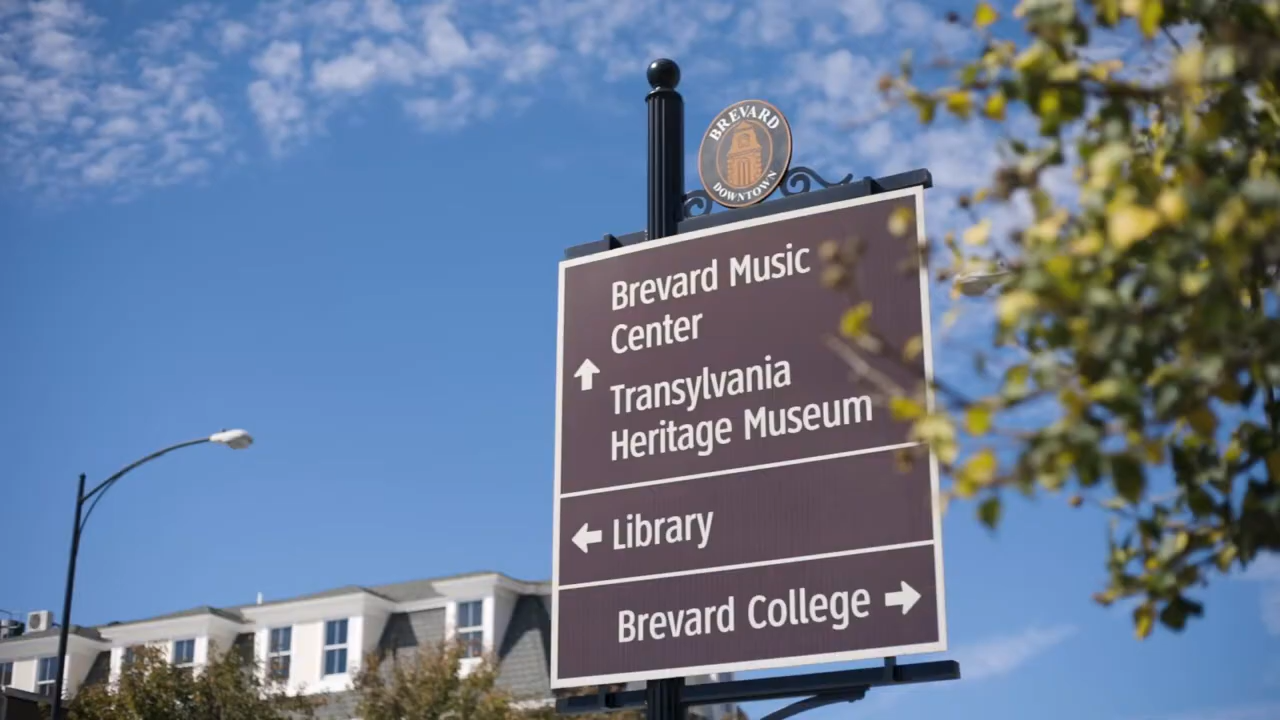 BREVARD
DOWNTOWN
Brevard Music
Center
Transylvania
Heritage Museum
Library
Brevard College